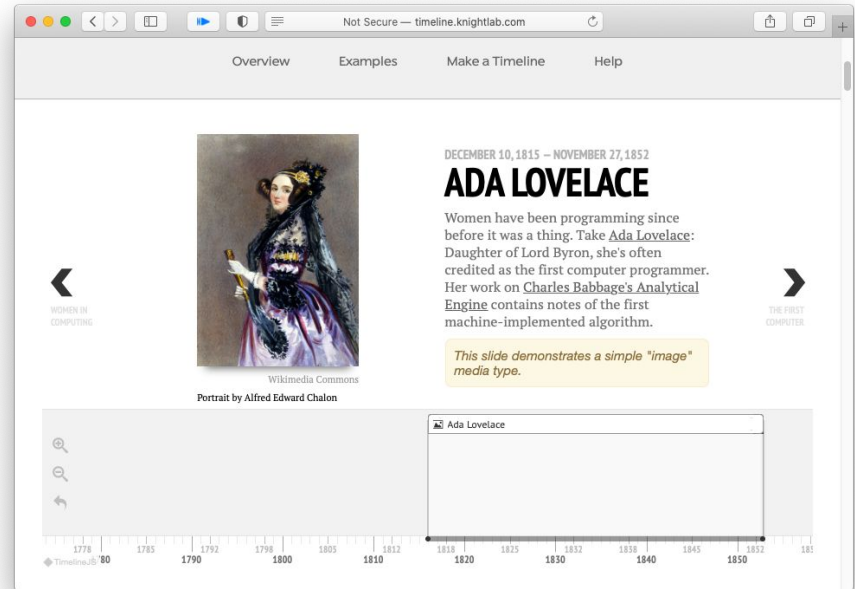 Not Secure — timeline.knightlab.com
Overview Examples Make a Timeline Help
DECEMBER 10, 1815 — NOVEMBER 27, 1852
ADA LOVELACE
Women have been programming since
before it was a thing. Take Ada Lovelace:
Daughter of Lord Byron, she's often
credited as the first computer programmer.
Her work on Charles Babbage's Analytical
Engine contains notes of the first
machine-implemented algorithm.
This slide demonstrates a simple "image"
media type.
WOMEN IN
COMPUTING
THE FIRST
COMPUTER
Wikimedia Commons
Portrait by Alfred Edward Chalon
Ada Lovelace
1778 1785 1792 1798 1805 1812 1818 1825 1832 1838 1845 1852 185
TimelineJS '80 1790 1800 1810 1820 1830 1840 1850